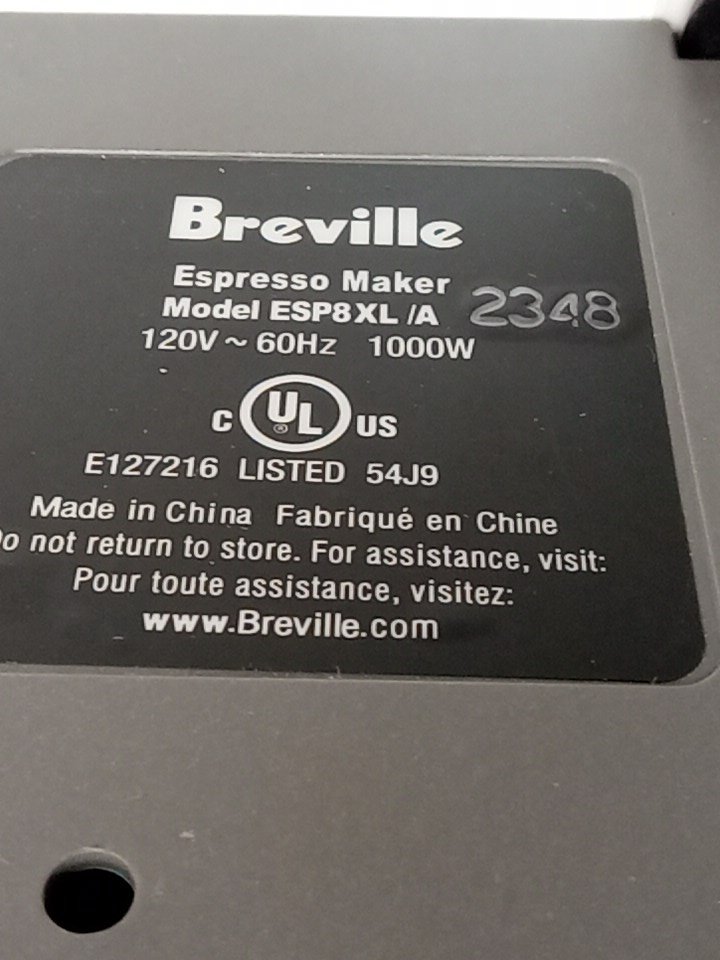 Breville
Espresso Maker
Model ESP8XL /A 2348
120V ~ 60Hz 1000W
C UL ® US
E127216 LISTED 54J9
Made in China Fabriqué en Chine
o not return to store. For assistance, visit:
Pour toute assistance, visitez:
www.Breville.com